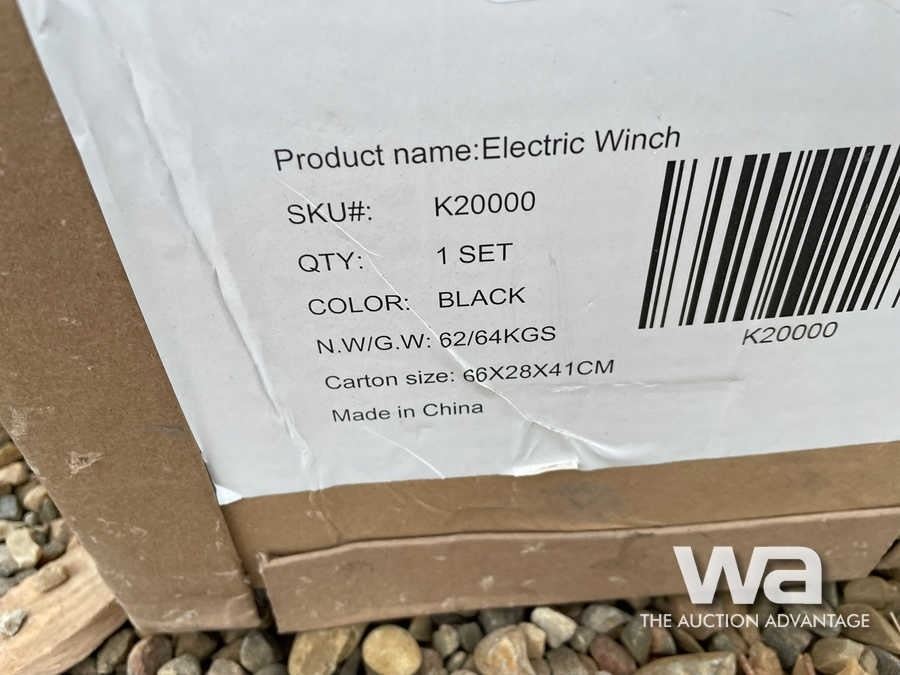 Product name:Electric Winch
SKU#: K20000
QTY: 1 SET
COLOR: BLACK
N.W/G.W: 62/64KGS
Carton size: 66X28X41CM
Made in China
K20000
wa
THE AUCTION ADVANTAGE